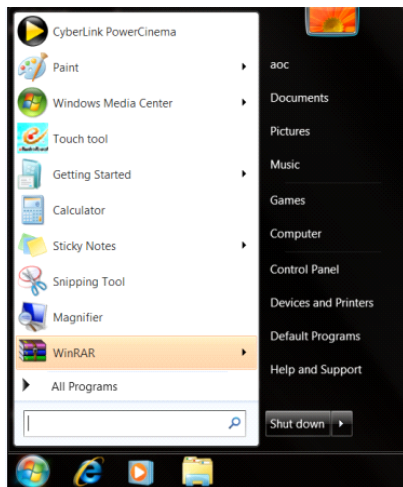 CyberLink PowerCinema
Paint
Windows Media Center
Touch tool
Getting Started
Calculator
Sticky Notes
Snipping Tool
Magnifier
WinRAR
All Programs
aoc
Documents
Pictures
Music
Games
Computer
Control Panel
Devices and Printers
Default Programs
Help and Support
Shut down